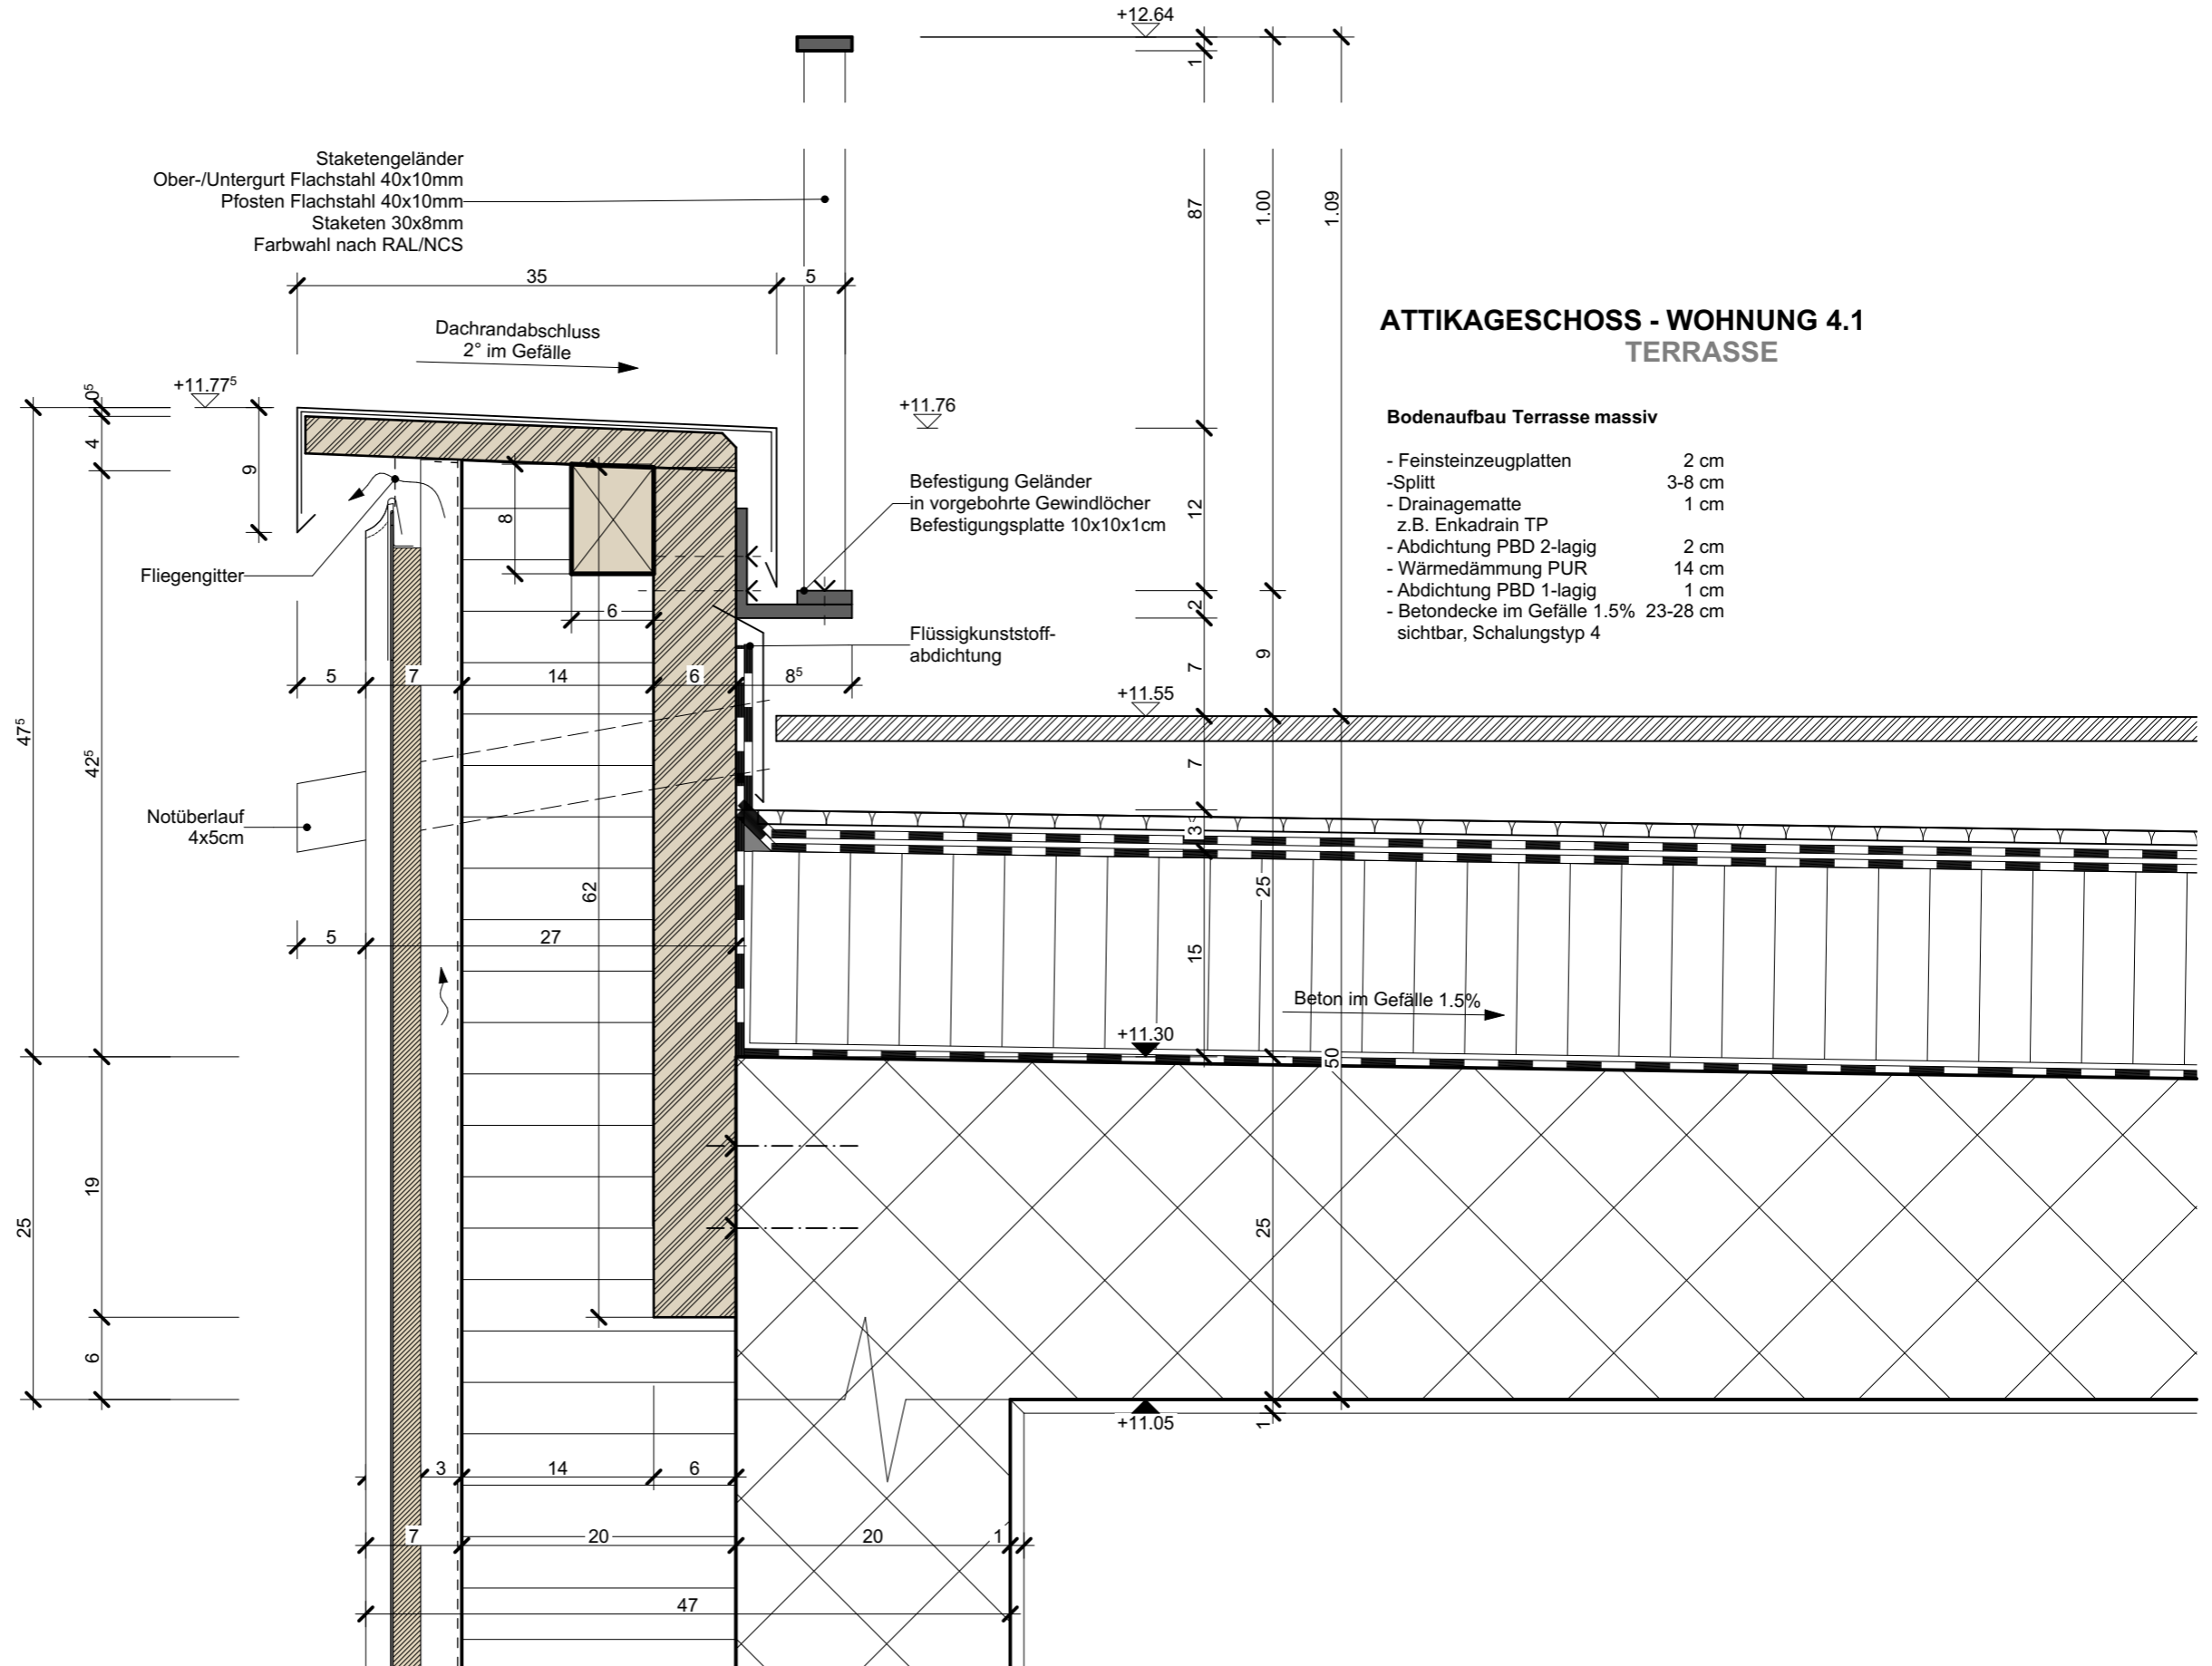 +12.64
1
Staketengeländer
Ober-/Untergurt Flachstahl 40x10mm
Pfosten Flachstahl 40x10mm
Staketen 30x8mm
Farbwahl nach RAL/NCS
87
1.00
1.09
35
5
ATTIKAGESCHOSS - WOHNUNG 4.1
TERRASSE
Dachrandabschluss
2° im Gefälle
+11.77⁵
0⁵
+11.76
Bodenaufbau Terrasse massiv
4
9
- Feinsteinzeugplatten 2 cm
-Splitt 3-8 cm
- Drainagematte 1 cm
z.B. Enkadrain TP
- Abdichtung PBD 2-lagig 2 cm
- Wärmedämmung PUR 14 cm
- Abdichtung PBD 1-lagig 1 cm
- Betondecke im Gefälle 1.5% 23-28 cm
sichtbar, Schalungstyp 4
Befestigung Geländer
in vorgebohrte Gewindlöcher
Befestigungsplatte 10x10x1cm
8
12
Fliegengitter
6
2
Flüssigkunststoff-
abdichtung
9
7
5
7
14
6
8⁵
+11.55
47⁵
42⁵
7
Notüberlauf
4x5cm
3
62
25
5
27
15
Beton im Gefälle 1.5%
+11.30
50
19
25
25
6
+11.05
1
3
14
6
7
20
20
1
47